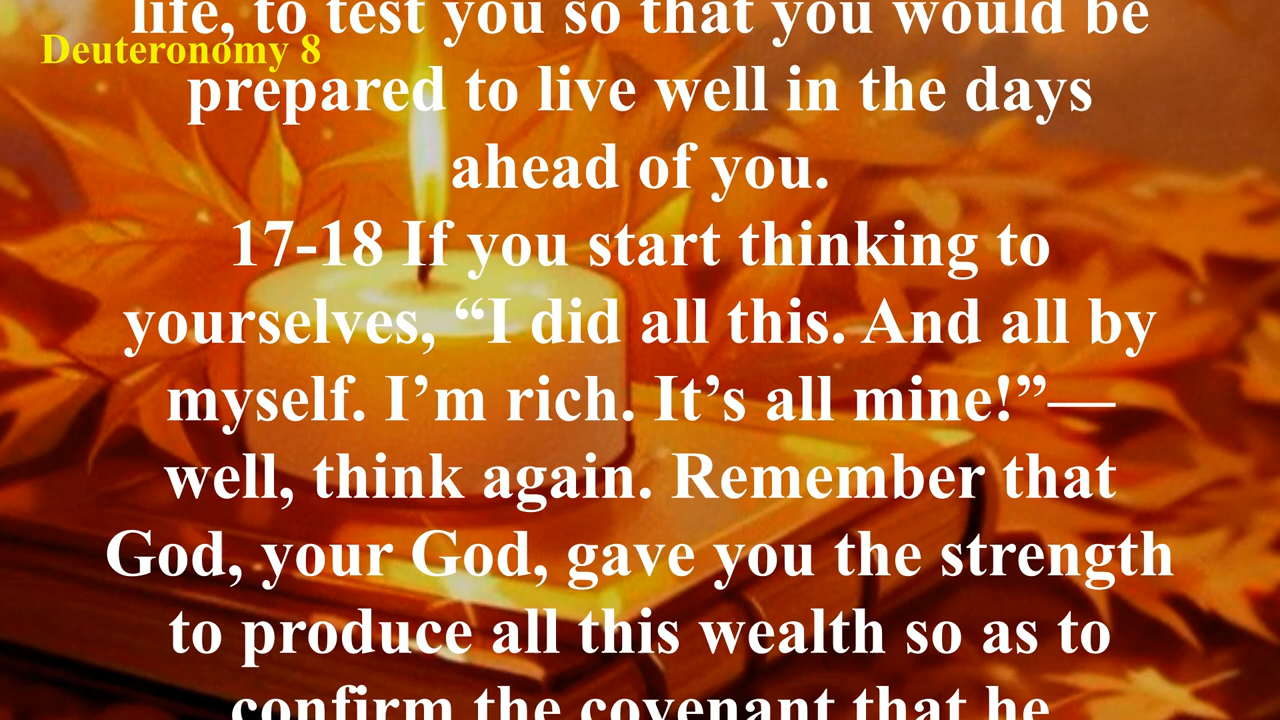 life, to test you so that you would be
Deuteronomy 8
prepared to live well in the days
ahead of you.
17-18 If you start thinking to
yourselves, “I did all this. And all by
myself. I’m rich. It’s all mine!”—
well, think again. Remember that
God, your God, gave you the strength
to produce all this wealth so as to
confirm the covenant that he